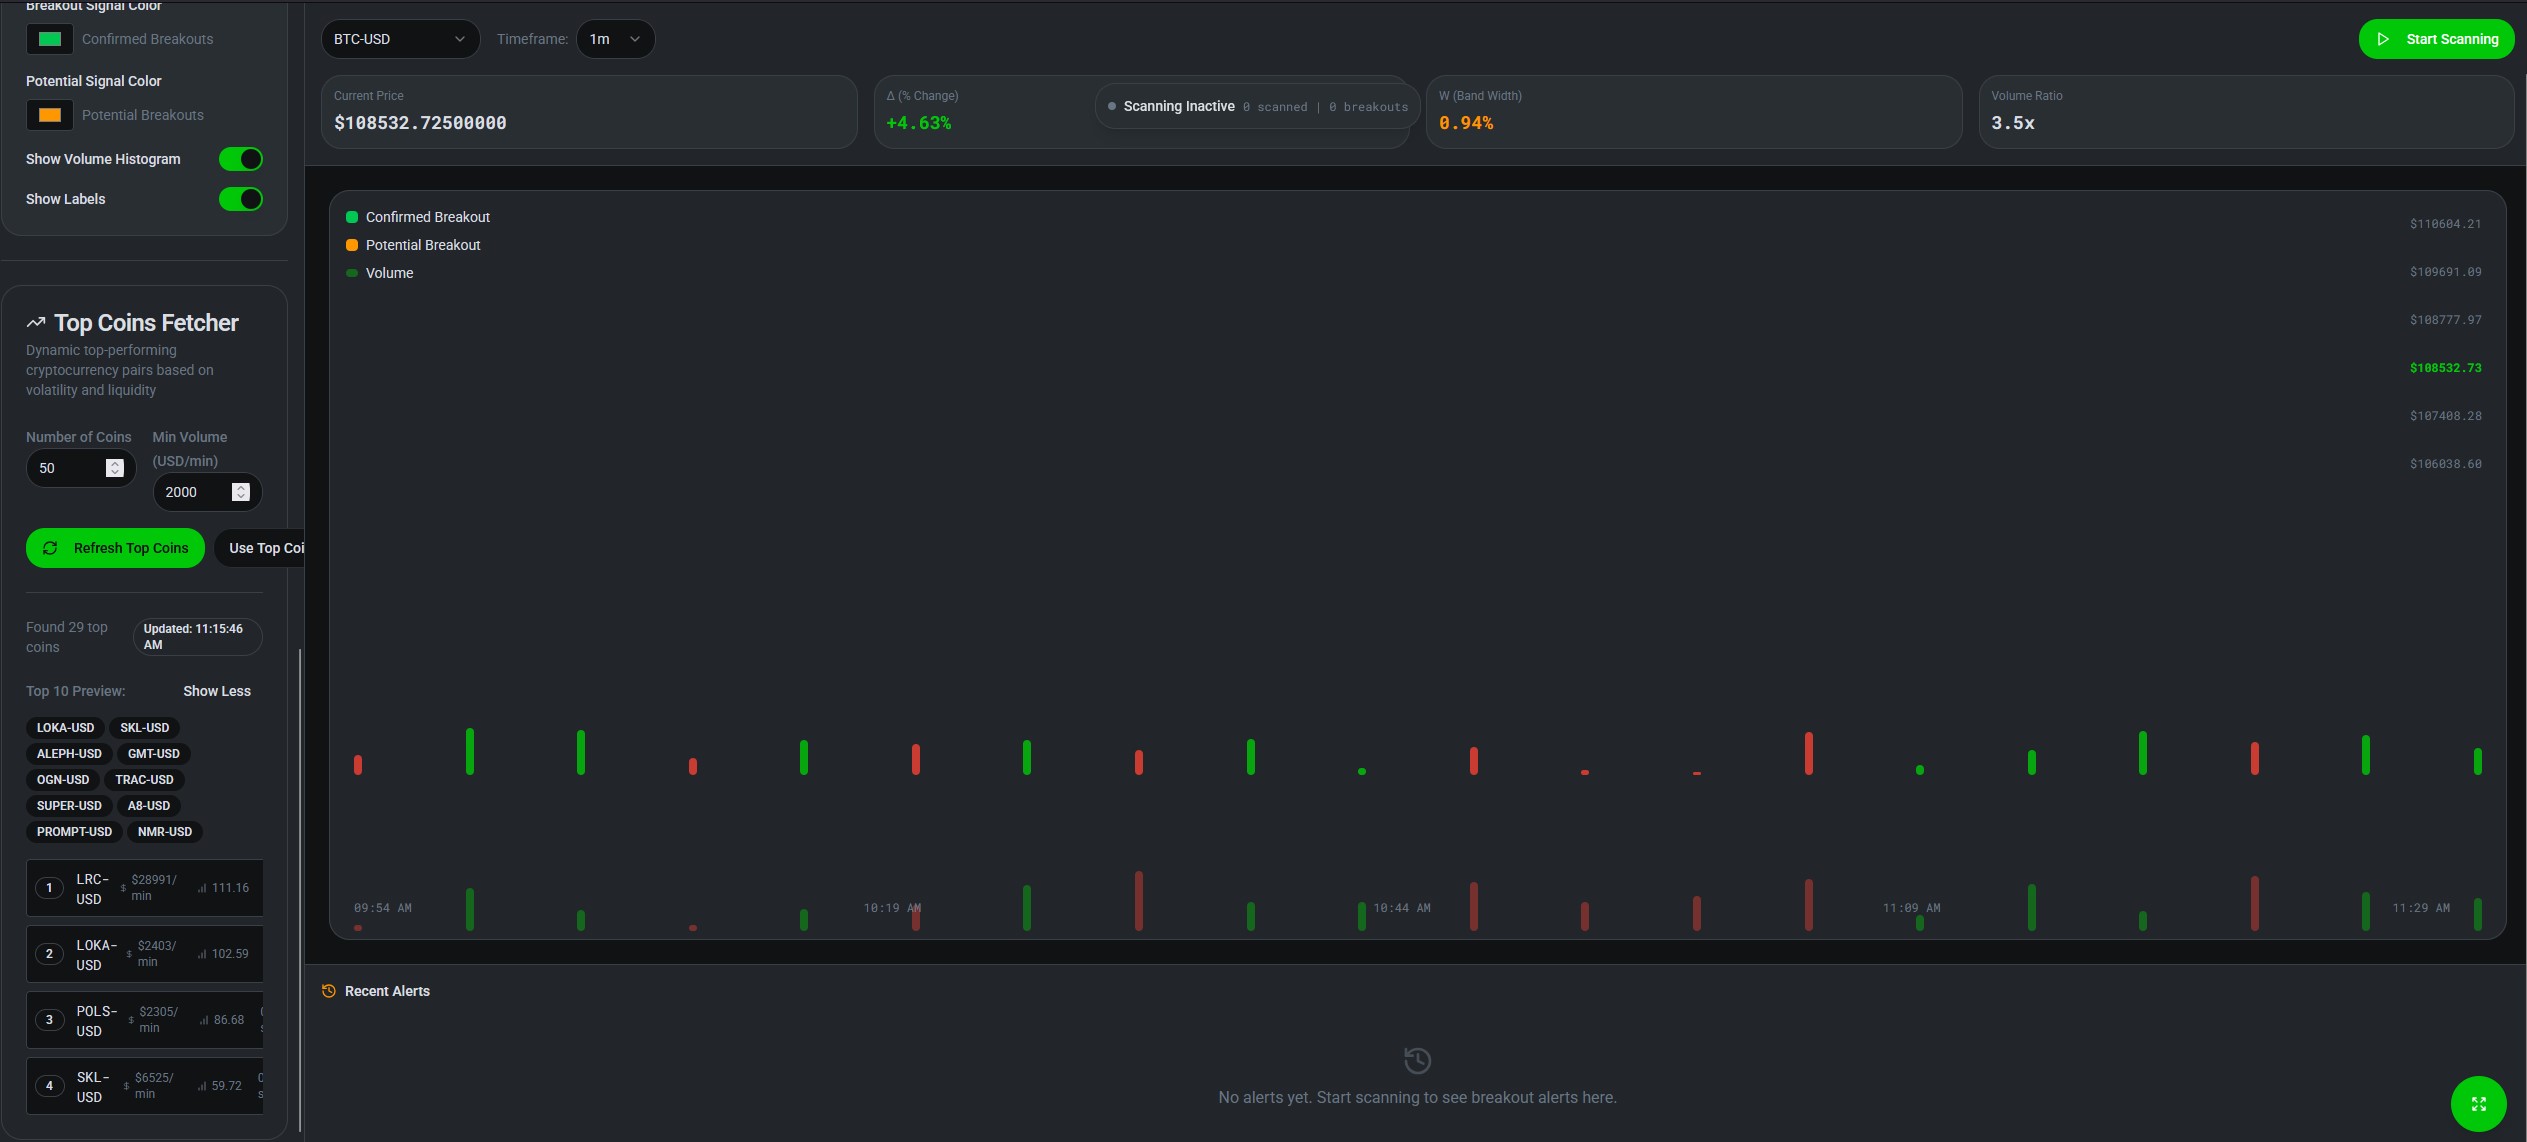 Breakout Signal Color
Confirmed Breakouts
Potential Signal Color
Potential Breakouts
Show Volume Histogram
Show Labels
Top Coins Fetcher
Dynamic top-performing
cryptocurrency pairs based on
volatility and liquidity
Number of Coins
50
Min Volume
(USD/min)
2000
Refresh Top Coins
Use Top Coi
Found 29 top
coins
Updated: 11:15:46
AM
Top 10 Preview:
Show Less
LOKA-USD
SKL-USD
ALEPH-USD
GMT-USD
OGN-USD
TRAC-USD
SUPER-USD
A8-USD
PROMPT-USD
NMR-USD
1
LRC-
USD
$
$28991/
min
111.16
2
LOKA-
USD
$
$2403/
min
102.59
3
POLS-
USD
$
$2305/
min
86.68
4
SKL-
USD
$
$6525/
min
59.72
BTC-USD
Timeframe:
1m
Start Scanning
Current Price
$108532.72500000
Δ (% Change)
+4.63%
Scanning Inactive 0 scanned | 0 breakouts
W (Band Width)
0.94%
Volume Ratio
3.5x
Confirmed Breakout
Potential Breakout
Volume
$110604.21
$109691.09
$108777.97
$108532.73
$107408.28
$106038.60
09:54 AM
10:19 AM
10:44 AM
11:09 AM
11:29 AM
Recent Alerts
No alerts yet. Start scanning to see breakout alerts here.